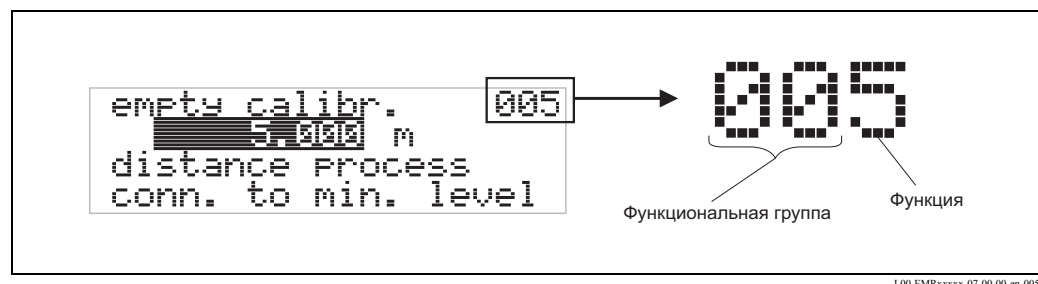 empty calibr. 005
5.000 m
distance process
conn. to min. level
005
Функциональная группа
Функция
L00-FMRxxxxx-07-00-00-en-005